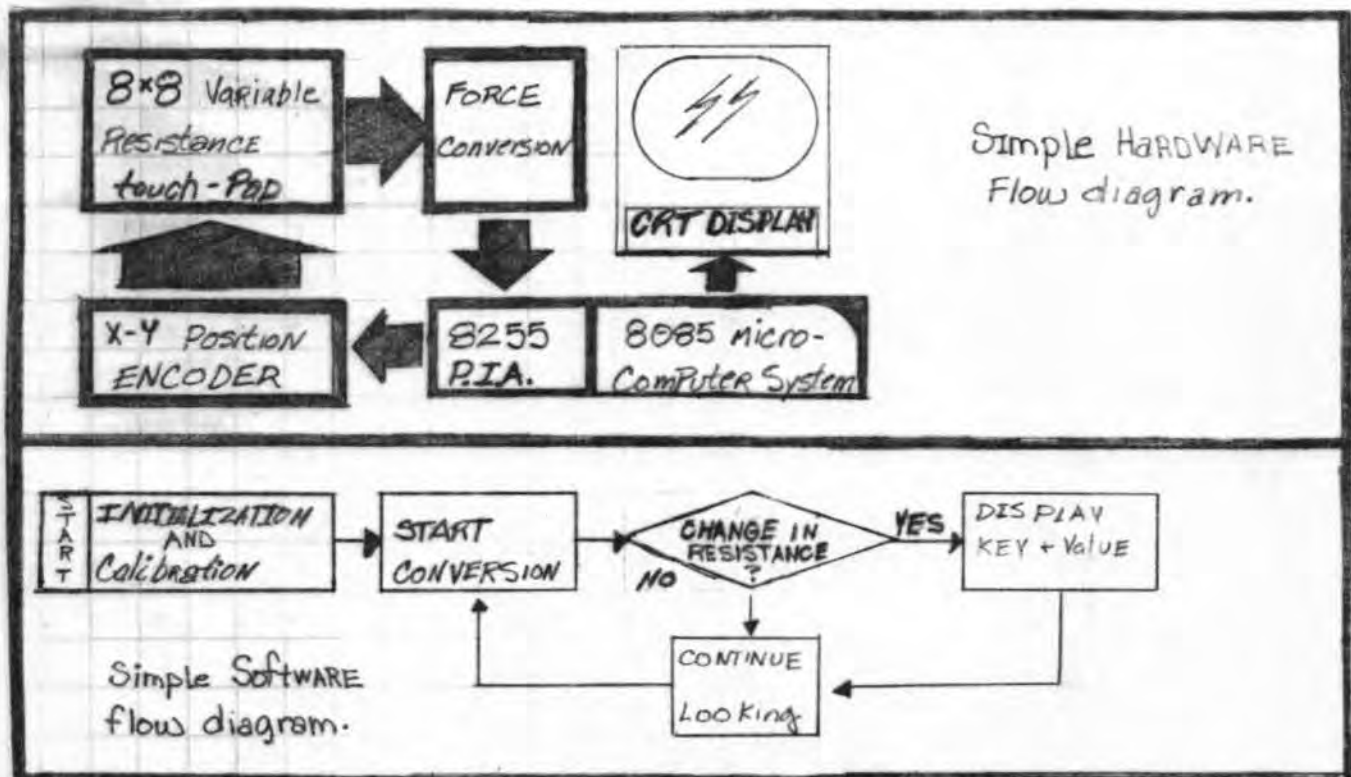 8×8 Variable
Resistance
touch-Pad
FORCE
Conversion
CRT DISPLAY
Simple HARDWARE
Flow diagram.
X-Y Position
ENCODER
8255
P.I.A.
8085 Micro-
Computer System
START
INITIELIZATION
AND
Calibration
START
CONVERSION
CHANGE IN
RESISTANCE
?
YES
NO
DISPLAY
KEY + Value
CONTINUE
Looking
Simple Software
flow diagram.